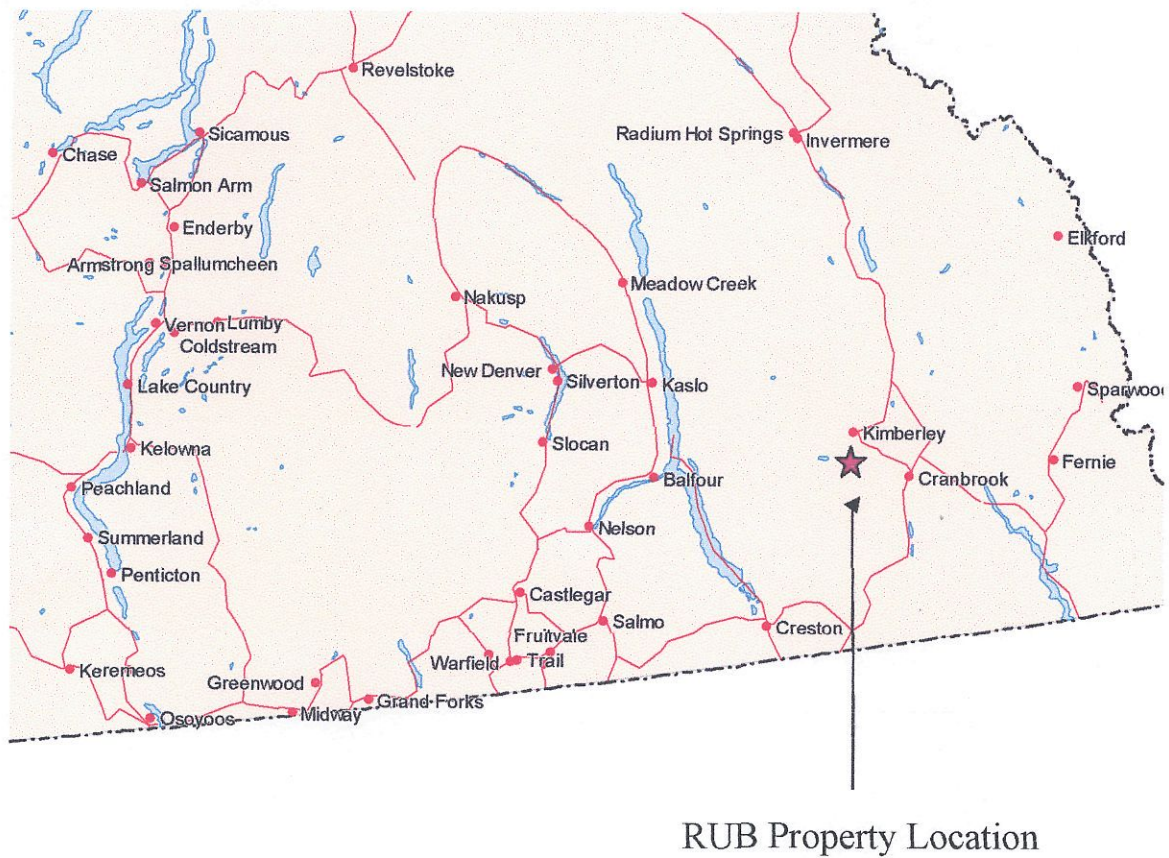 Revelstoke
Sicamous
Radium Hot Springs
Invermere
Chase
Salmon Arm
Enderby
Elkford
Armstrong Spallumcheen
Meadow Creek
Nakusp
Vernon Lumby
Coldstream
New Denver
Silverton
Kaslo
Lake Country
Sparwood
Kimberley
Slocan
Kelowna
Fernie
Balfour
Cranbrook
Peachland
Nelson
Summerland
Penticton
Castlegar
Salmo
Creston
Fruitvale
Warfield
Trail
Keremeos
Greenwood
Grand Forks
Midway
Osoyoos
RUB Property Location